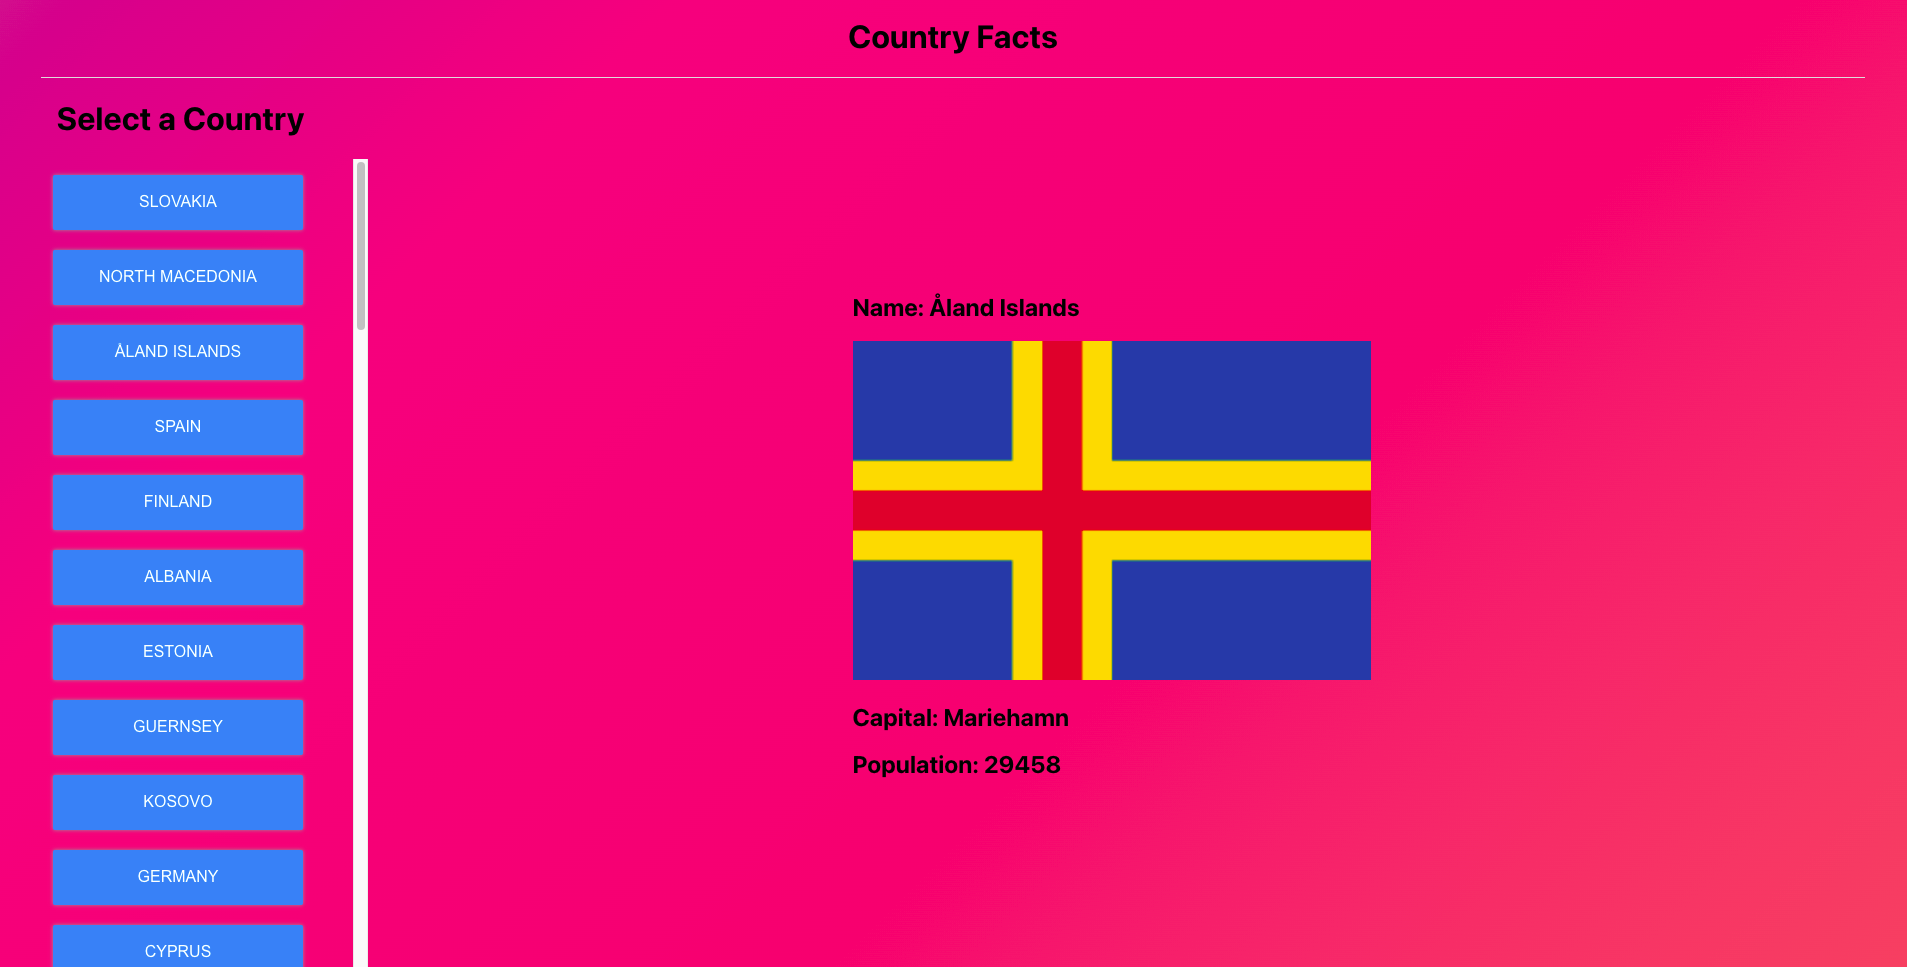 Country Facts
Select a Country
SLOVAKIA
NORTH MACEDONIA
ÅLAND ISLANDS
SPAIN
FINLAND
ALBANIA
ESTONIA
GUERNSEY
KOSOVO
GERMANY
CYPRUS
Name: Åland Islands
Capital: Mariehamn
Population: 29458